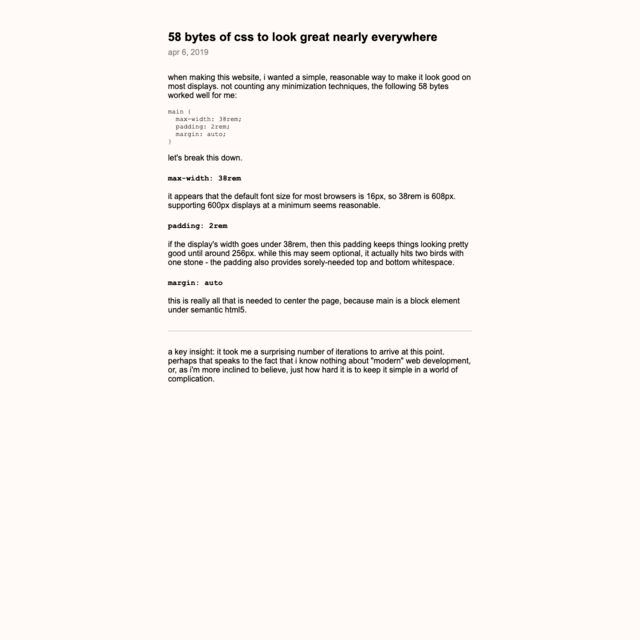 58 bytes of css to look great nearly everywhere
apr 6, 2019
when making this website, i wanted a simple, reasonable way to make it look good on
most displays. not counting any minimization techniques, the following 58 bytes
worked well for me:
main {
  max-width: 38rem;
  padding: 2rem;
  margin: auto;
}
let's break this down.
max-width: 38rem
it appears that the default font size for most browsers is 16px, so 38rem is 608px.
supporting 600px displays at a minimum seems reasonable.
padding: 2rem
if the display's width goes under 38rem, then this padding keeps things looking pretty
good until around 256px. while this may seem optional, it actually hits two birds with
one stone - the padding also provides sorely-needed top and bottom whitespace.
margin: auto
this is really all that is needed to center the page, because main is a block element
under semantic html5.
a key insight: it took me a surprising number of iterations to arrive at this point.
perhaps that speaks to the fact that i know nothing about "modern" web development,
or, as i'm more inclined to believe, just how hard it is to keep it simple in a world of
complication.